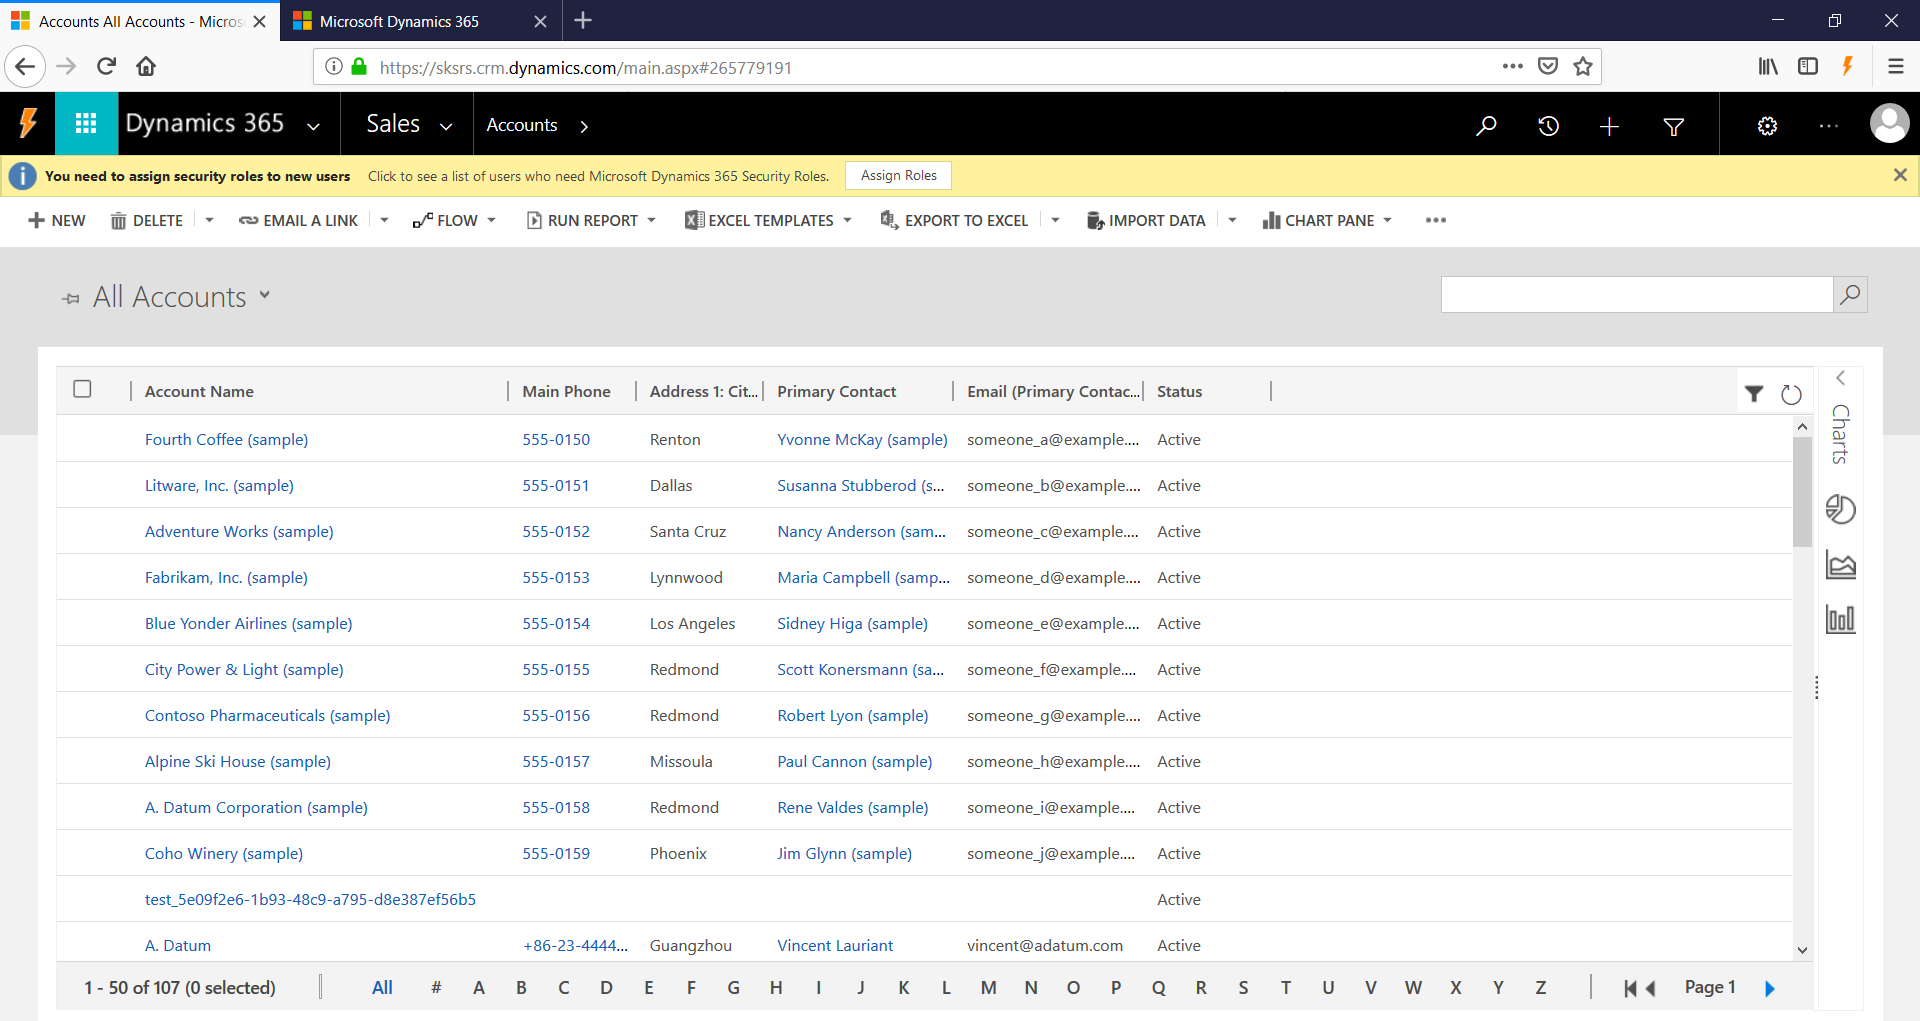 Accounts All Accounts - Micros
Microsoft Dynamics 365
https://sksrs.crm.dynamics.com/main.aspx#265779191
Dynamics 365 Sales Accounts
You need to assign security roles to new users Click to see a list of users who need Microsoft Dynamics 365 Security Roles. Assign Roles
NEW DELETE EMAIL A LINK FLOW RUN REPORT EXCEL TEMPLATES EXPORT TO EXCEL IMPORT DATA CHART PANE
All Accounts
Account Name Main Phone Address 1: Cit... Primary Contact Email (Primary Contac... Status
Charts
Fourth Coffee (sample) 555-0150 Renton Yvonne McKay (sample) someone_a@example.... Active
Litware, Inc. (sample) 555-0151 Dallas Susanna Stubberod (s... someone_b@example.... Active
Adventure Works (sample) 555-0152 Santa Cruz Nancy Anderson (sam... someone_c@example.... Active
Fabrikam, Inc. (sample) 555-0153 Lynnwood Maria Campbell (samp... someone_d@example.... Active
Blue Yonder Airlines (sample) 555-0154 Los Angeles Sidney Higa (sample) someone_e@example.... Active
City Power & Light (sample) 555-0155 Redmond Scott Konersmann (sa... someone_f@example.... Active
Contoso Pharmaceuticals (sample) 555-0156 Redmond Robert Lyon (sample) someone_g@example.... Active
Alpine Ski House (sample) 555-0157 Missoula Paul Cannon (sample) someone_h@example.... Active
A. Datum Corporation (sample) 555-0158 Redmond Rene Valdes (sample) someone_i@example.... Active
Coho Winery (sample) 555-0159 Phoenix Jim Glynn (sample) someone_j@example.... Active
test_5e09f2e6-1b93-48c9-a795-d8e387ef56b5 Active
A. Datum +86-23-4444... Guangzhou Vincent Lauriant vincent@adatum.com Active
1 - 50 of 107 (0 selected) All # A B C D E F G H I J K L M N O P Q R S T U V W X Y Z Page 1